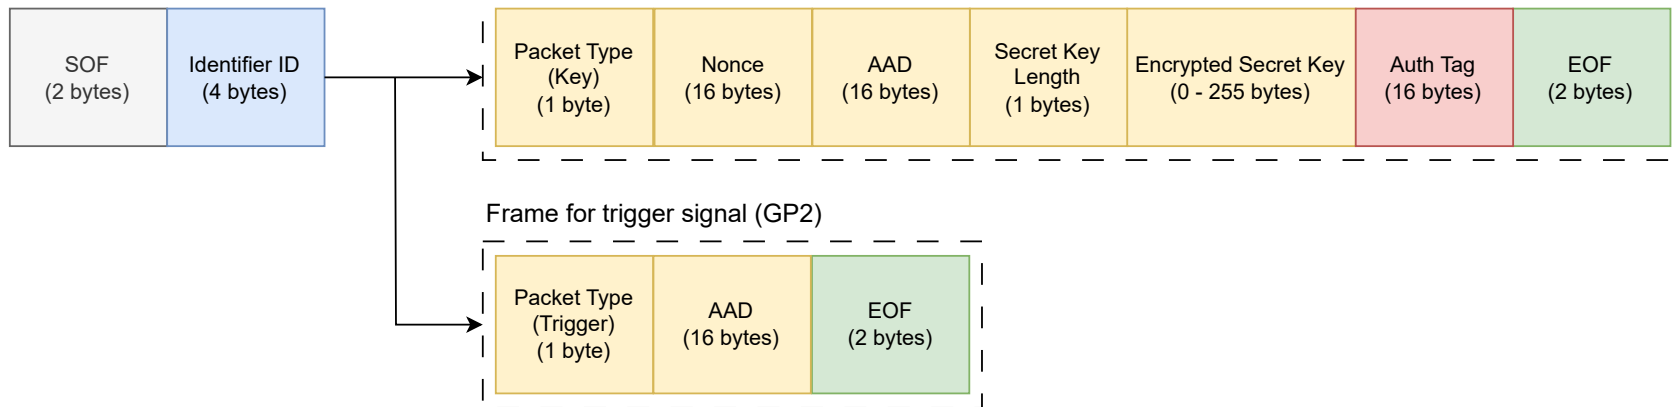 SOF
(2 bytes)
Identifier ID
(4 bytes)
Packet Type
(Key)
(1 byte)
Nonce
(16 bytes)
AAD
(16 bytes)
Secret Key
Length
(1 bytes)
Encrypted Secret Key
(0 - 255 bytes)
Auth Tag
(16 bytes)
EOF
(2 bytes)
Frame for trigger signal (GP2)
Packet Type
(Trigger)
(1 byte)
AAD
(16 bytes)
EOF
(2 bytes)